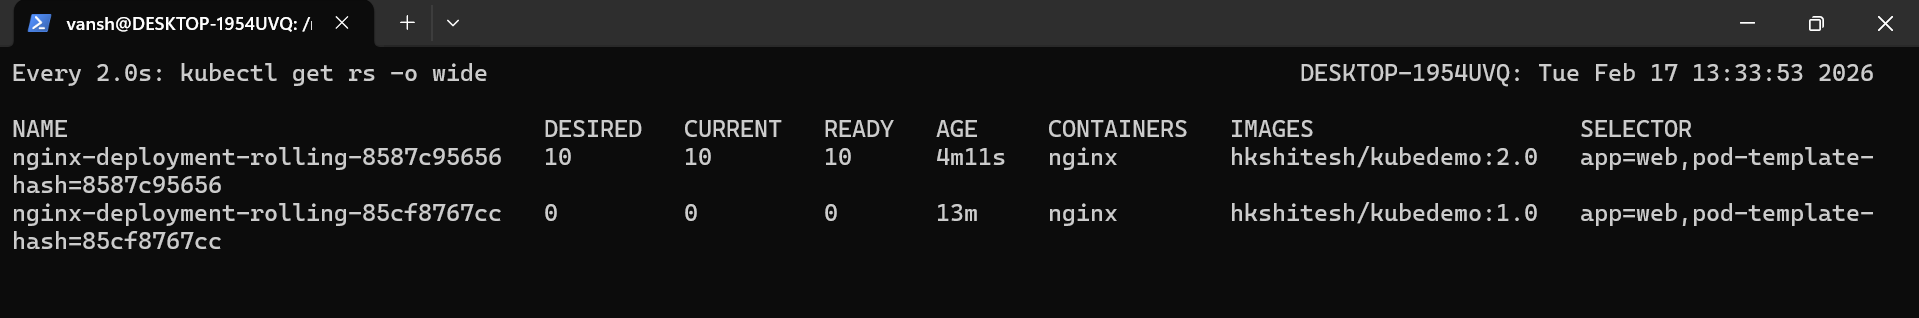 vansh@DESKTOP-1954UVQ: /
Every 2.0s: kubectl get rs -o wide DESKTOP-1954UVQ: Tue Feb 17 13:33:53 2026
NAME DESIRED CURRENT READY AGE CONTAINERS IMAGES SELECTOR
nginx-deployment-rolling-8587c95656 10 10 10 4m11s nginx hkshitesh/kubedemo:2.0 app=web,pod-template-
hash=8587c95656
nginx-deployment-rolling-85cf8767cc 0 0 0 13m nginx hkshitesh/kubedemo:1.0 app=web,pod-template-
hash=85cf8767cc